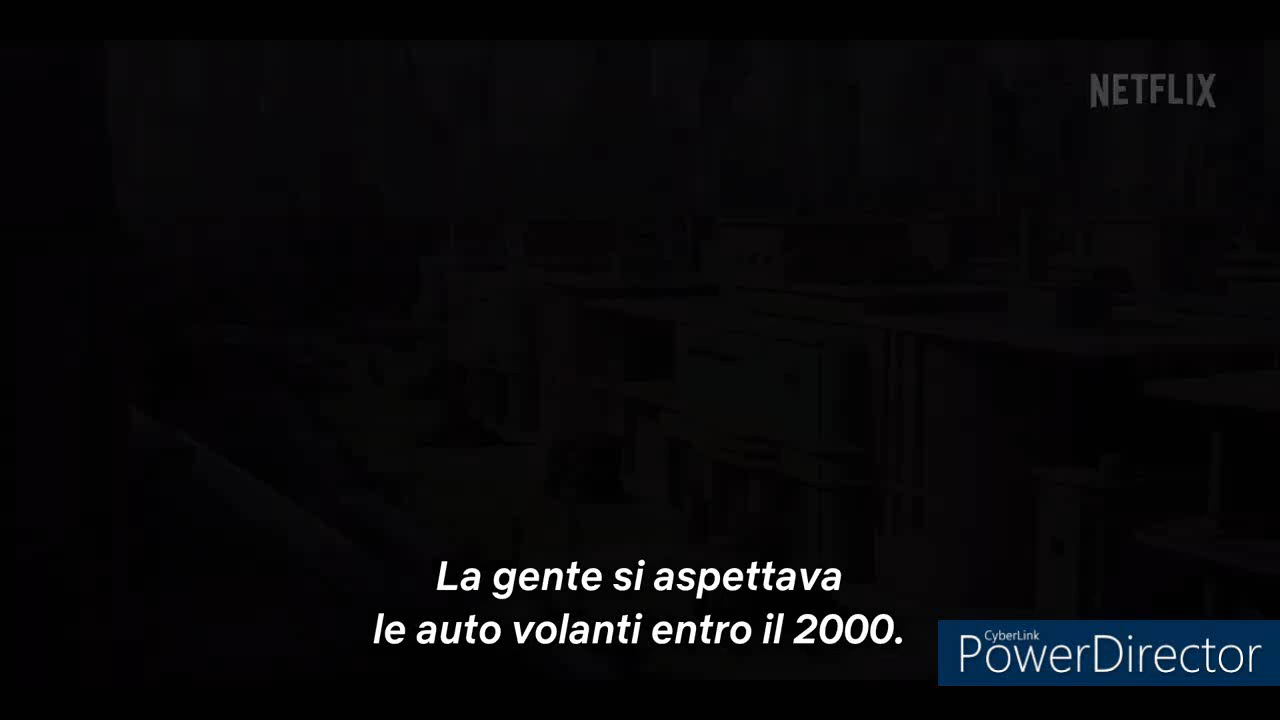 NETFLIX
La gente si aspettava
le auto volanti entro il 2000.
CyberLink
PowerDirector